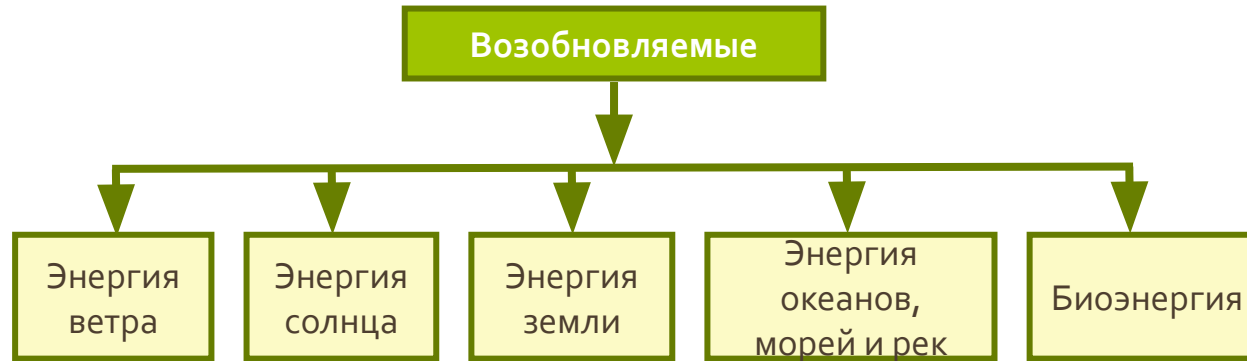 Возобновляемые
Энергия
ветра
Энергия
солнца
Энергия
земли
Энергия
океанов,
морей и рек
Биоэнергия